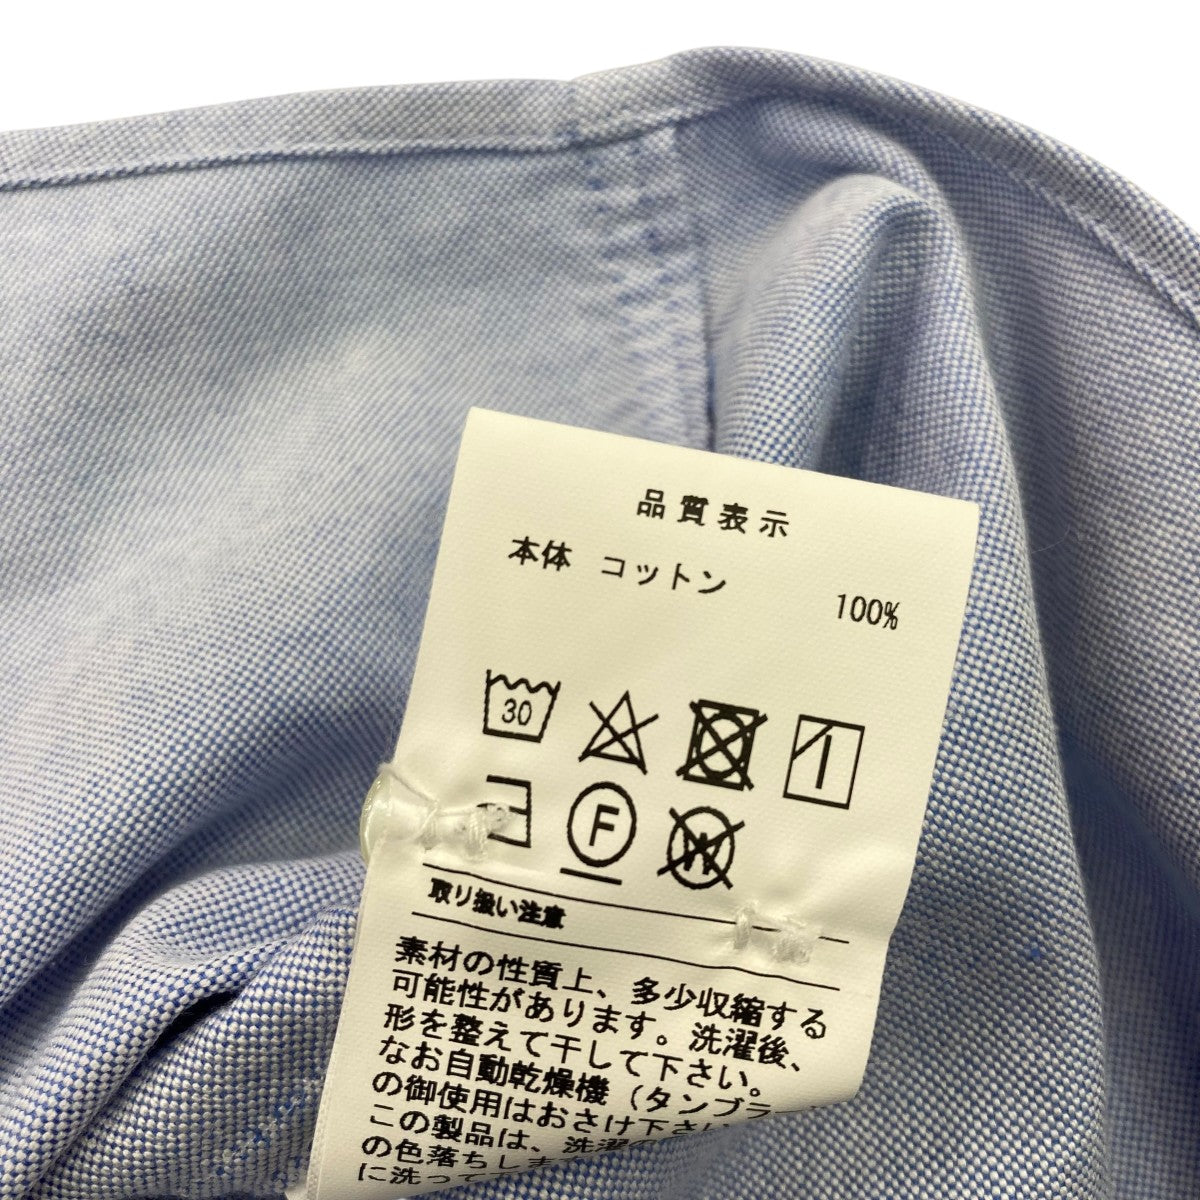 品質表示
本体 コットン 100%
30
F
W
取り扱い注意
素材の性質上、多少収縮する
可能性があります。洗濯後、
形を整えて干して下さい。
なお自動乾燥機（タンブラー
の御使用はおさけ下さい
この製品は、洗濯の
の色落ちしま
に洗って